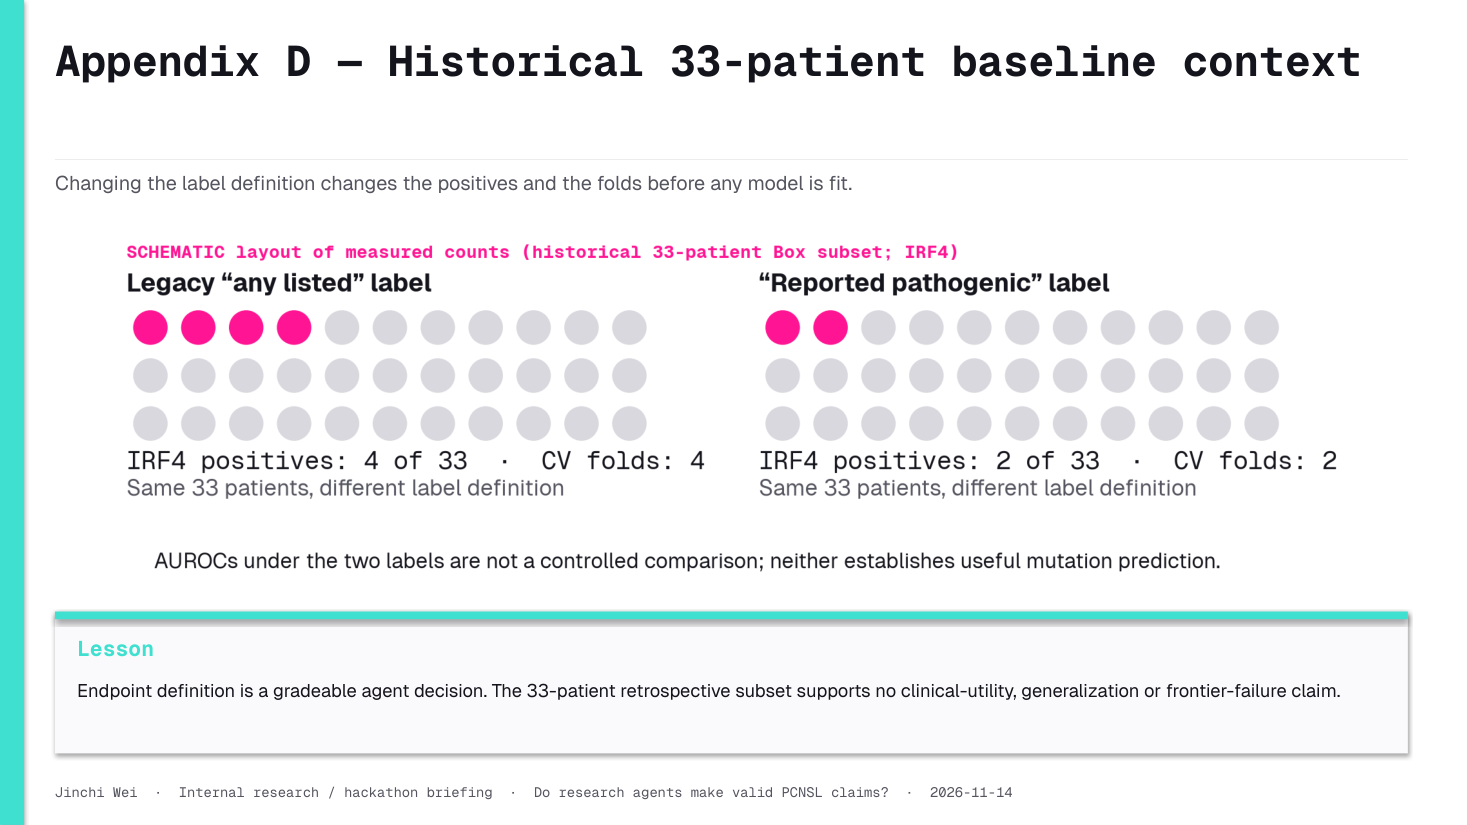 Appendix D — Historical 33-patient baseline context
Changing the label definition changes the positives and the folds before any model is fit.
SCHEMATIC layout of measured counts (historical 33-patient Box subset; IRF4)
Legacy “any listed” label
IRF4 positives: 4 of 33 · CV folds: 4
Same 33 patients, different label definition
“Reported pathogenic” label
IRF4 positives: 2 of 33 · CV folds: 2
Same 33 patients, different label definition
AUROCs under the two labels are not a controlled comparison; neither establishes useful mutation prediction.
Lesson
Endpoint definition is a gradeable agent decision. The 33-patient retrospective subset supports no clinical-utility, generalization or frontier-failure claim.
Jinchi Wei · Internal research / hackathon briefing · Do research agents make valid PCNSL claims? · 2026-11-14